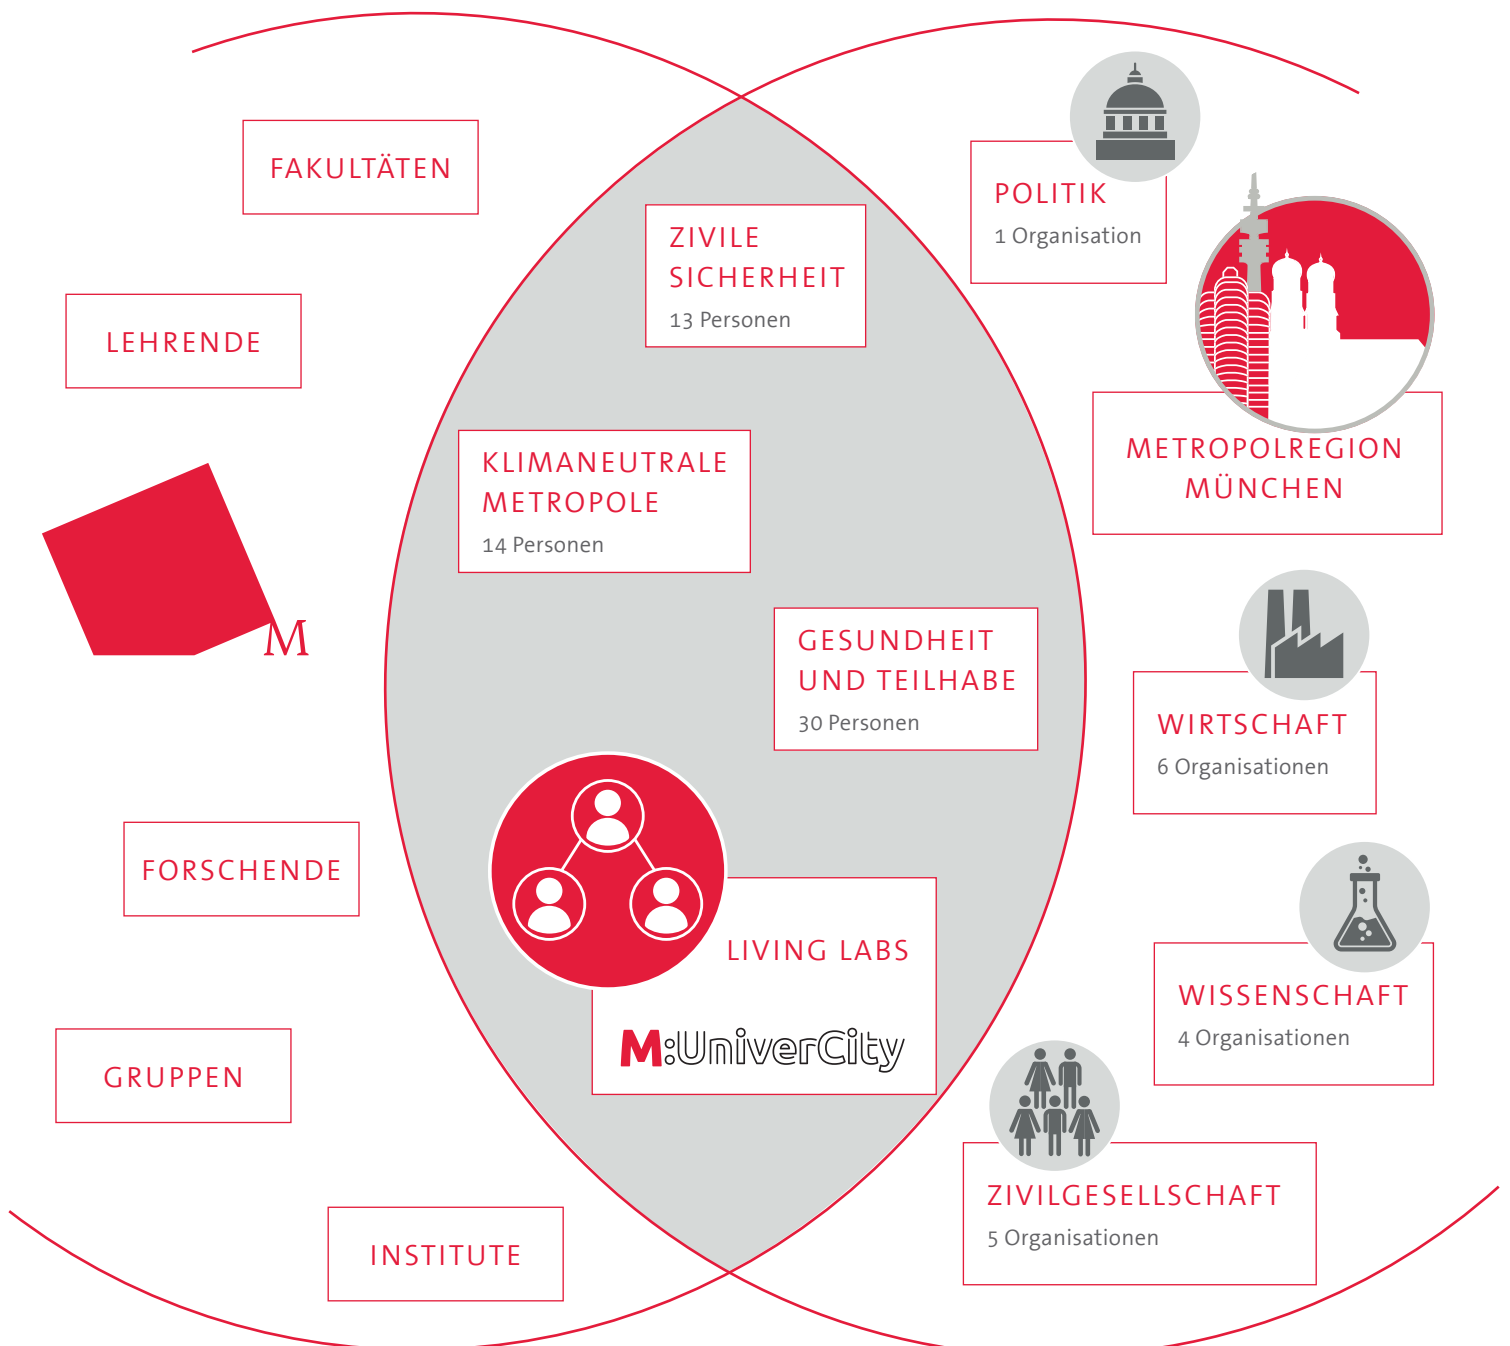 FAKULTÄTEN
LEHRENDE
M
FORSCHENDE
GRUPPEN
INSTITUTE
ZIVILE
SICHERHEIT
13 Personen
KLIMANEUTRALE
METROPOLE
14 Personen
GESUNDHEIT
UND TEILHABE
30 Personen
LIVING LABS
M:UniverCity
POLITIK
1 Organisation
METROPOLREGION
MÜNCHEN
WIRTSCHAFT
6 Organisationen
WISSENSCHAFT
4 Organisationen
ZIVILGESELLSCHAFT
5 Organisationen